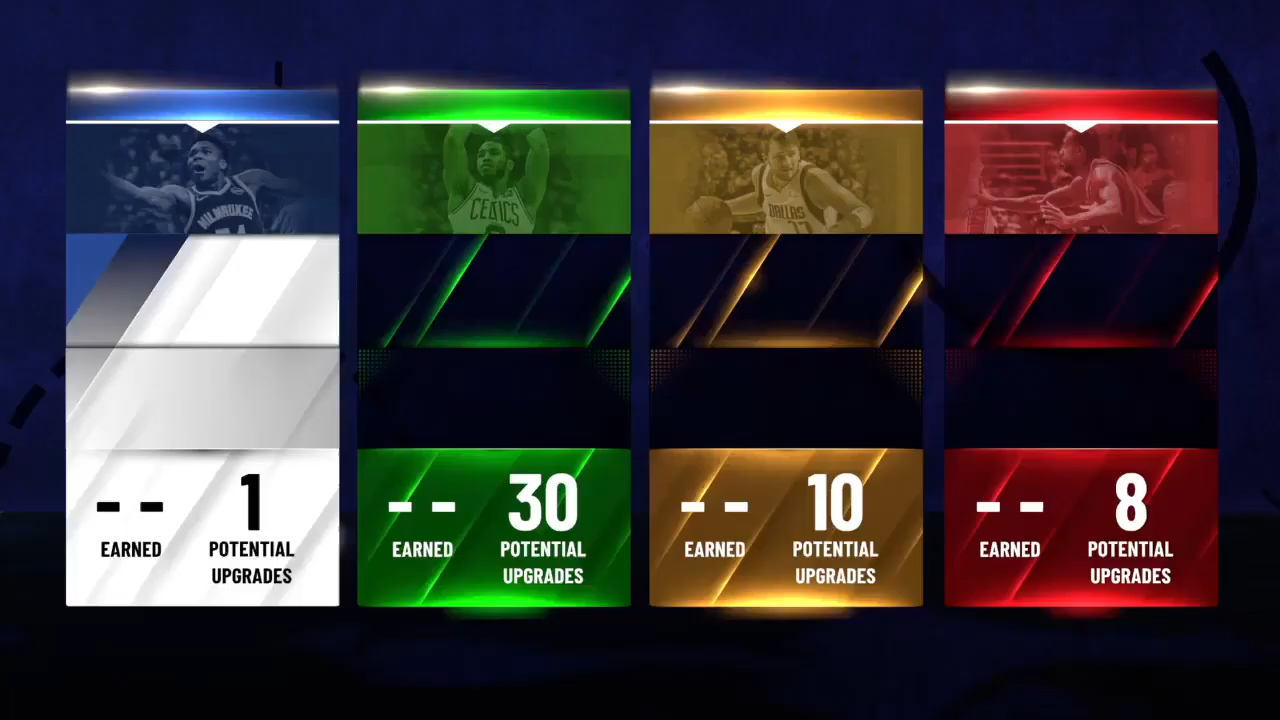 MILWAUKEE
CELTICS
DALLAS
- - 1
EARNED POTENTIAL
UPGRADES
- - 30
EARNED POTENTIAL
UPGRADES
- - 10
EARNED POTENTIAL
UPGRADES
- - 8
EARNED POTENTIAL
UPGRADES